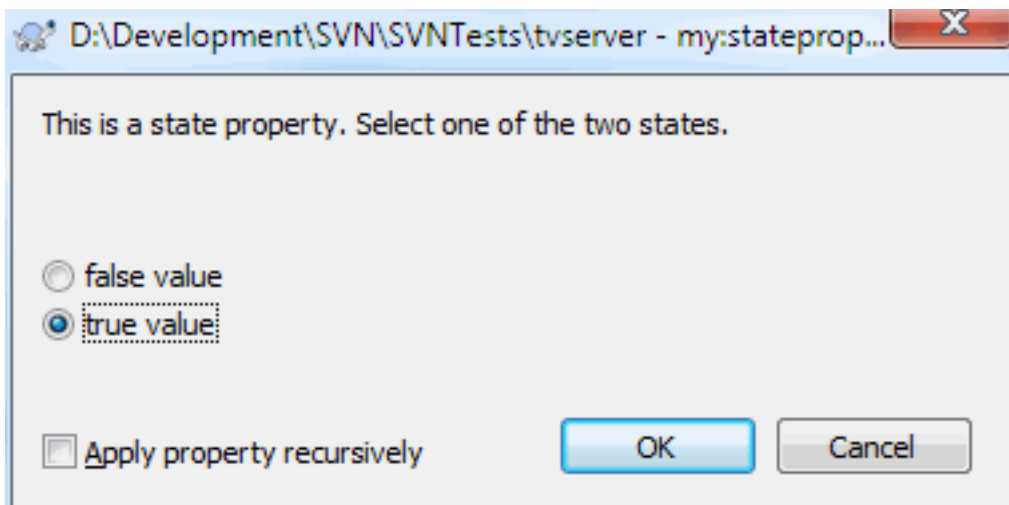 D:\Development\SVN\SVNTests\tvserver - my:stateprop...
This is a state property. Select one of the two states.
false value
true value
Apply property recursively
OK
Cancel